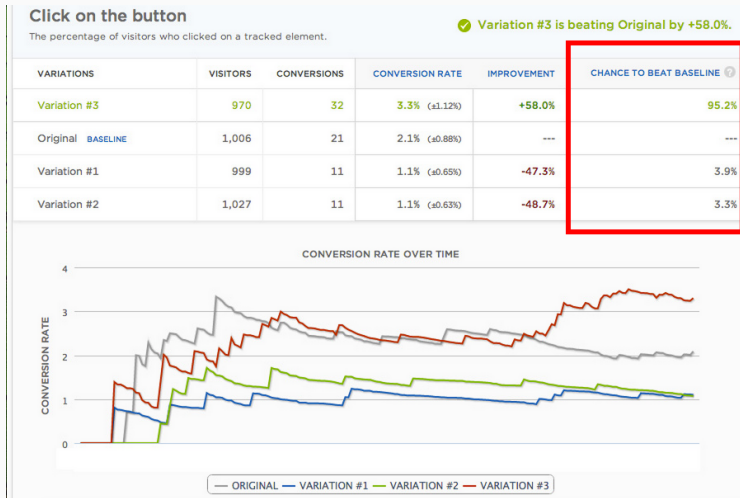 Click on the button
Variation #3 is beating Original by +58.0%.
The percentage of visitors who clicked on a tracked element.
VARIATIONS VISITORS CONVERSIONS CONVERSION RATE IMPROVEMENT CHANCE TO BEAT BASELINE ?
Variation #3 970 32 3.3% (±1.12%) +58.0% 95.2%
Original BASELINE 1,006 21 2.1% (±0.88%) --- ---
Variation #1 999 11 1.1% (±0.65%) -47.3% 3.9%
Variation #2 1,027 11 1.1% (±0.63%) -48.7% 3.3%
CONVERSION RATE OVER TIME
4
3
2
1
0
CONVERSION RATE
ORIGINAL VARIATION #1 VARIATION #2 VARIATION #3